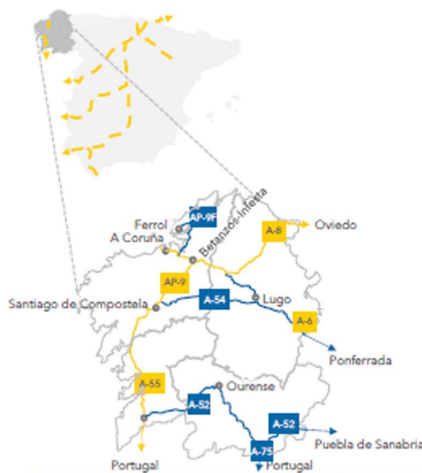 AP-9F
Betanzos-Infesta
Ferrol
A Coruña
A-8
Oviedo
AP-9
Santiago de Compostela
A-54
Lugo
A-6
Ponferrada
A-55
Ourense
A-52
A-52
Puebla de Sanabria
A-75
Portugal
Portugal